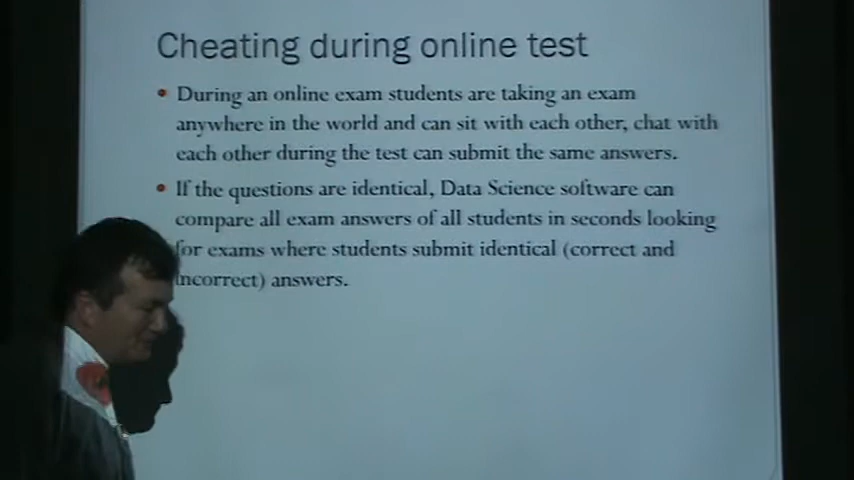 Cheating during online test
• During an online exam students are taking an exam
anywhere in the world and can sit with each other, chat with
each other during the test can submit the same answers.
• If the questions are identical, Data Science software can
compare all exam answers of all students in seconds looking
for exams where students submit identical (correct and
incorrect) answers.